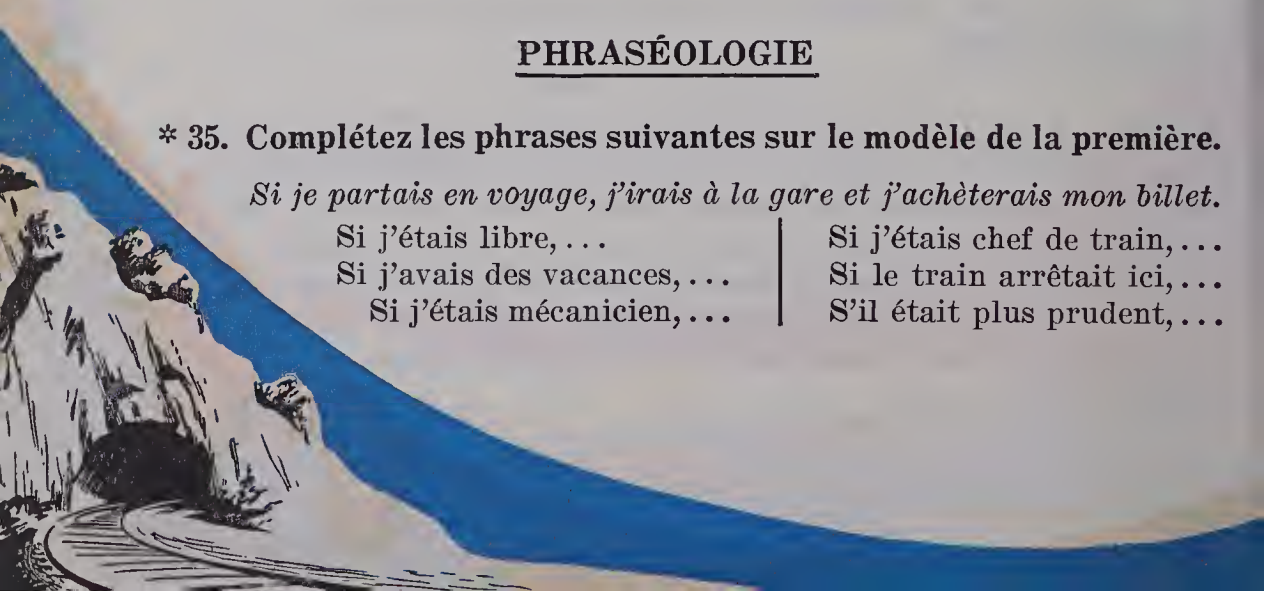 PHRASÉOLOGIE
* 35. Complétez les phrases suivantes sur le modèle de la première.
Si je partais en voyage, j'irais à la gare et j'achèterais mon billet.
Si j'étais libre, ...
Si j'avais des vacances, ...
Si j'étais mécanicien, ...
Si j'étais chef de train, ...
Si le train arrêtait ici, ...
S'il était plus prudent, ...